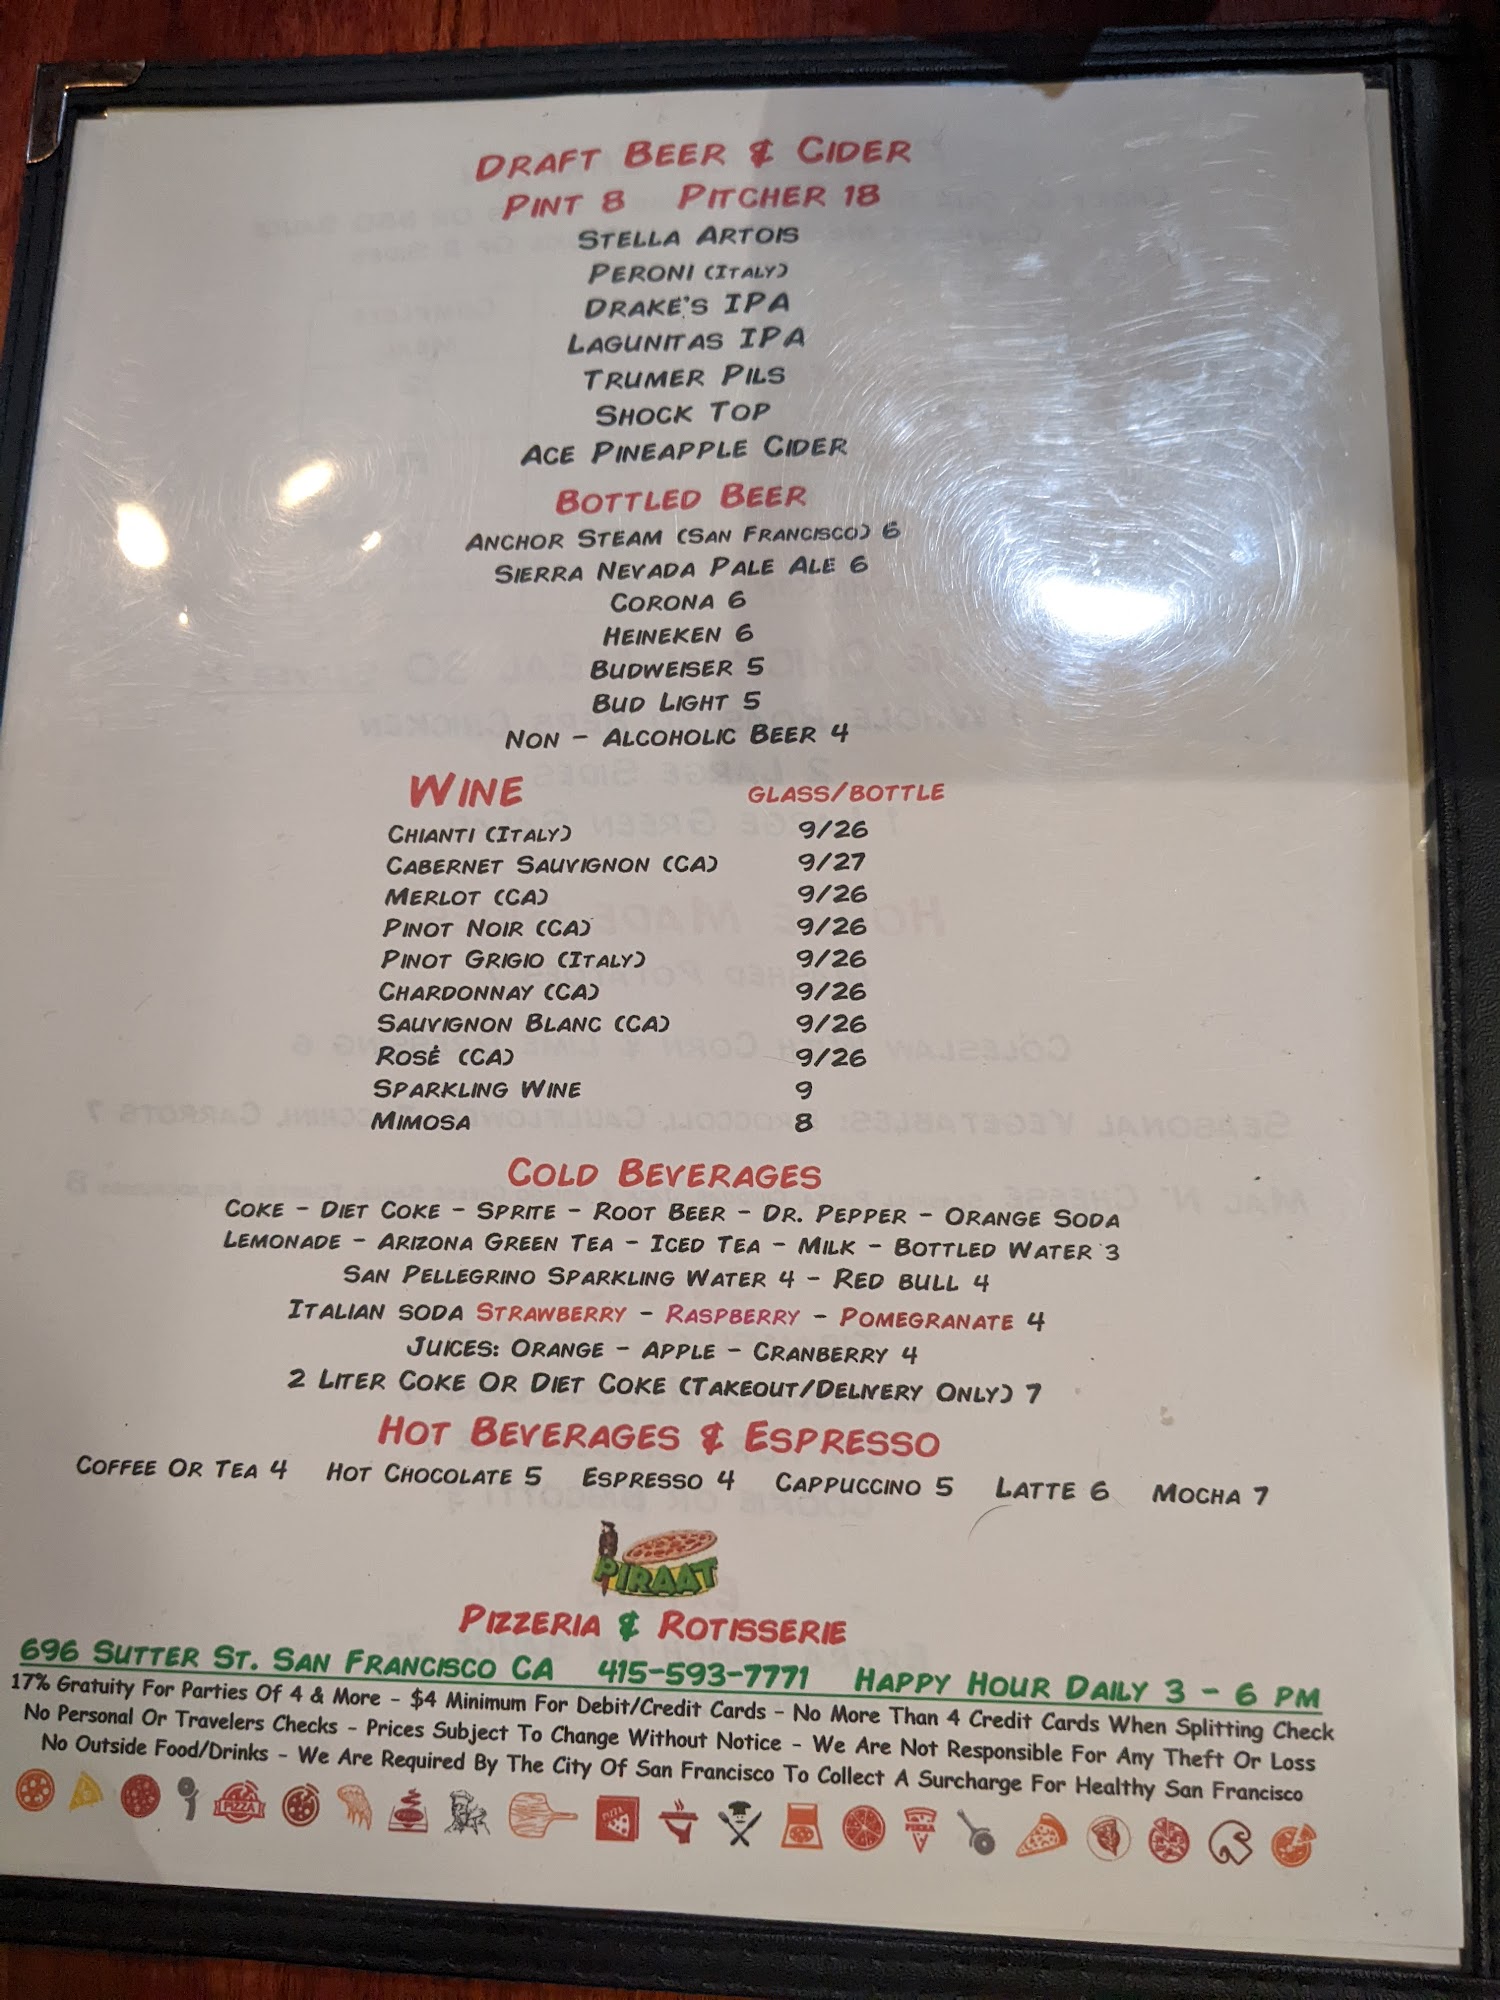 Draft Beer & Cider
Pint 8 Pitcher 18
Stella Artois
Peroni (Italy)
Drake's IPA
Lagunitas IPA
Trumer Pils
Shock Top
Ace Pineapple Cider
Bottled Beer
Anchor Steam (San Francisco) 6
Sierra Nevada Pale Ale 6
Corona 6
Heineken 6
Budweiser 5
Bud Light 5
Non - Alcoholic Beer 4
Wine glass/bottle
Chianti (Italy) 9/26
Cabernet Sauvignon (CA) 9/27
Merlot (CA) 9/26
Pinot Noir (CA) 9/26
Pinot Grigio (Italy) 9/26
Chardonnay (CA) 9/26
Sauvignon Blanc (CA) 9/26
Rosé (CA) 9/26
Sparkling Wine 9
Mimosa 8
Cold Beverages
Coke - Diet Coke - Sprite - Root Beer - Dr. Pepper - Orange Soda
Lemonade - Arizona Green Tea - Iced Tea - Milk - Bottled Water 3
San Pellegrino Sparkling Water 4 - Red bull 4
Italian soda Strawberry - Raspberry - Pomegranate 4
Juices: Orange - Apple - Cranberry 4
2 Liter Coke Or Diet Coke (Takeout/Delivery Only) 7
Hot Beverages & Espresso
Coffee Or Tea 4 Hot Chocolate 5 Espresso 4 Cappuccino 5 Latte 6 Mocha 7
PIRAAT
Pizzeria & Rotisserie
696 Sutter St. San Francisco CA 415-593-7771 Happy Hour Daily 3 - 6 pm
17% Gratuity For Parties Of 4 & More - $4 Minimum For Debit/Credit Cards - No More Than 4 Credit Cards When Splitting Check
No Personal Or Travelers Checks - Prices Subject To Change Without Notice - We Are Not Responsible For Any Theft Or Loss
No Outside Food/Drinks - We Are Required By The City Of San Francisco To Collect A Surcharge For Healthy San Francisco
PIZZA